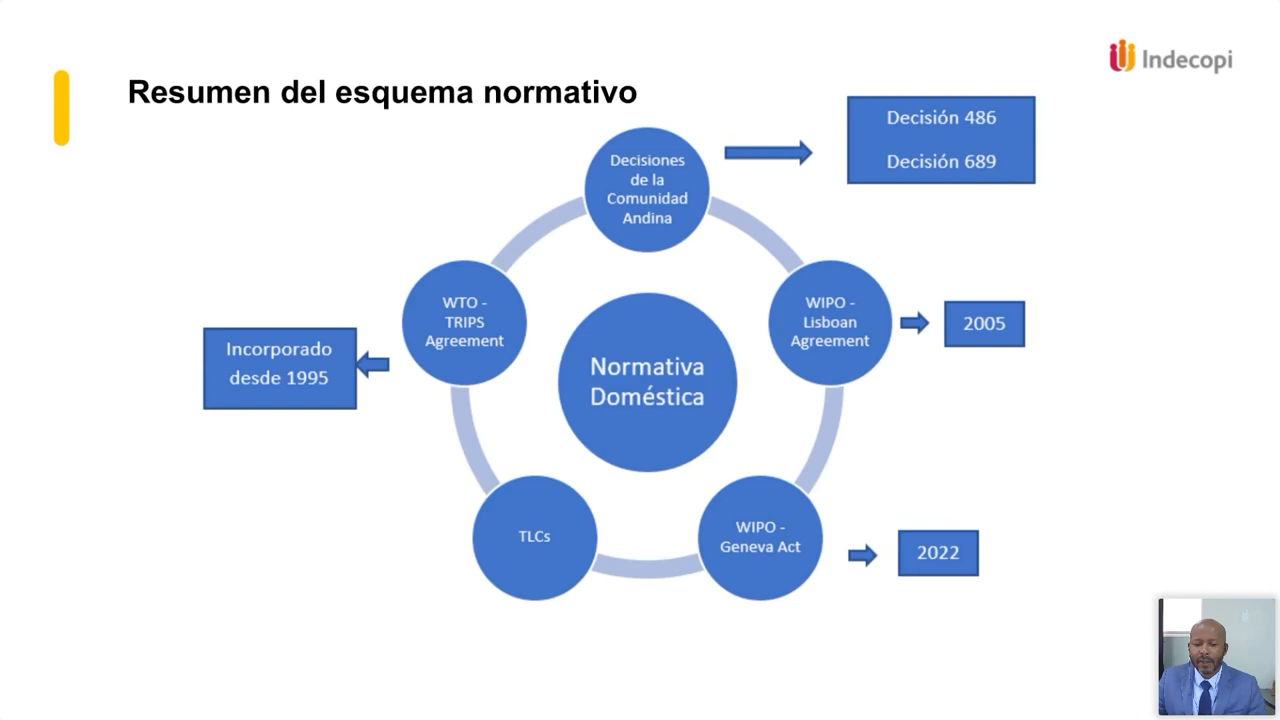 Indecopi
Resumen del esquema normativo
Decisión 486
Decisión 689
Decisiones
de la
Comunidad
Andina
WTO -
TRIPS
Agreement
WIPO -
Lisboan
Agreement
2005
Incorporado
desde 1995
Normativa
Doméstica
TLCs
WIPO -
Geneva Act
2022